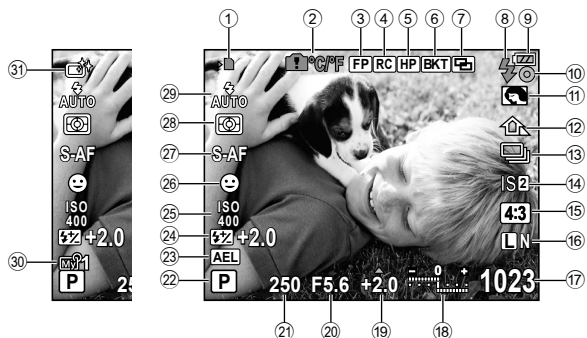 ① ② ③ ④ ⑤ ⑥ ⑦ ⑧ ⑨
°C/°F FP RC HP BKT
㉛ ⑩
AUTO
㉙ AUTO ⑪
㉘ ⑫
S-AF ㉗ S-AF ⑬
㉖ IS2 ⑭
ISO
400
㉕ ISO
400
4:3 ⑮
+2.0 ㉔ +2.0 L N ⑯
㉓ AEL
㉚ MY 1
P 25 ㉒ P 250 F5.6 +2.0 – 0 + 1023 ⑰
㉑ ⑳ ⑲ ⑱